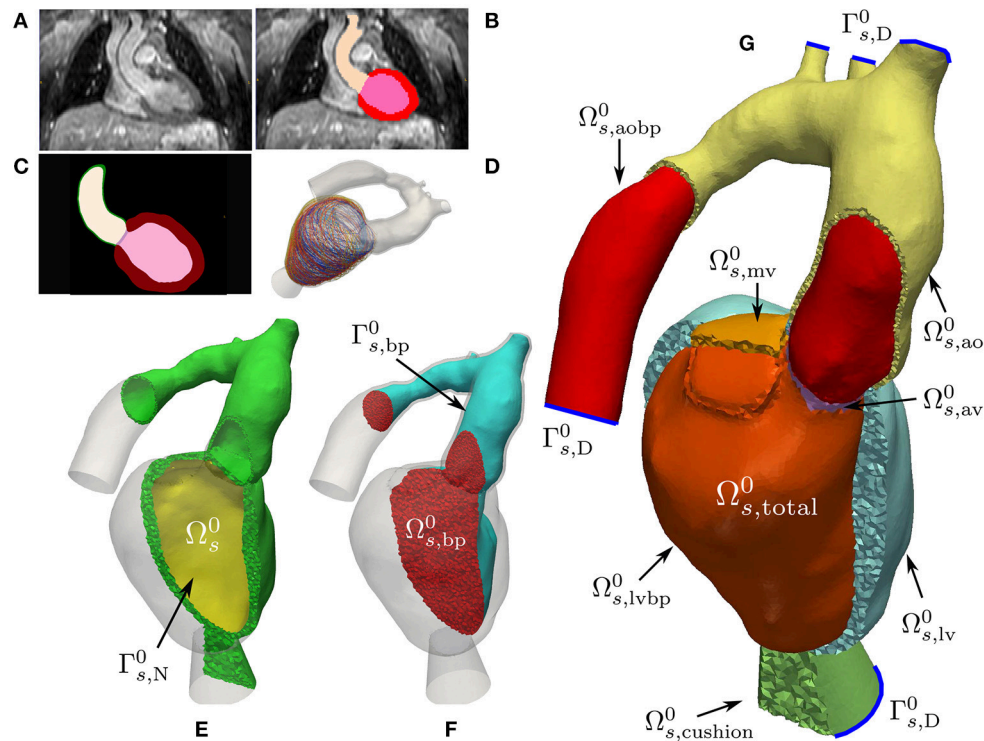 A
B
G
Γ⁰ₛ,D
Ω⁰ₛ,aobp
C
D
Ω⁰ₛ,mv
Γ⁰ₛ,bp
Ω⁰ₛ,ao
Ω⁰ₛ,av
Γ⁰ₛ,D
Ω⁰ₛ,total
Ω⁰ₛ
Ω⁰ₛ,bp
Ω⁰ₛ,lvbp
Ω⁰ₛ,lv
Γ⁰ₛ,N
Γ⁰ₛ,D
Ω⁰ₛ,cushion
E
F